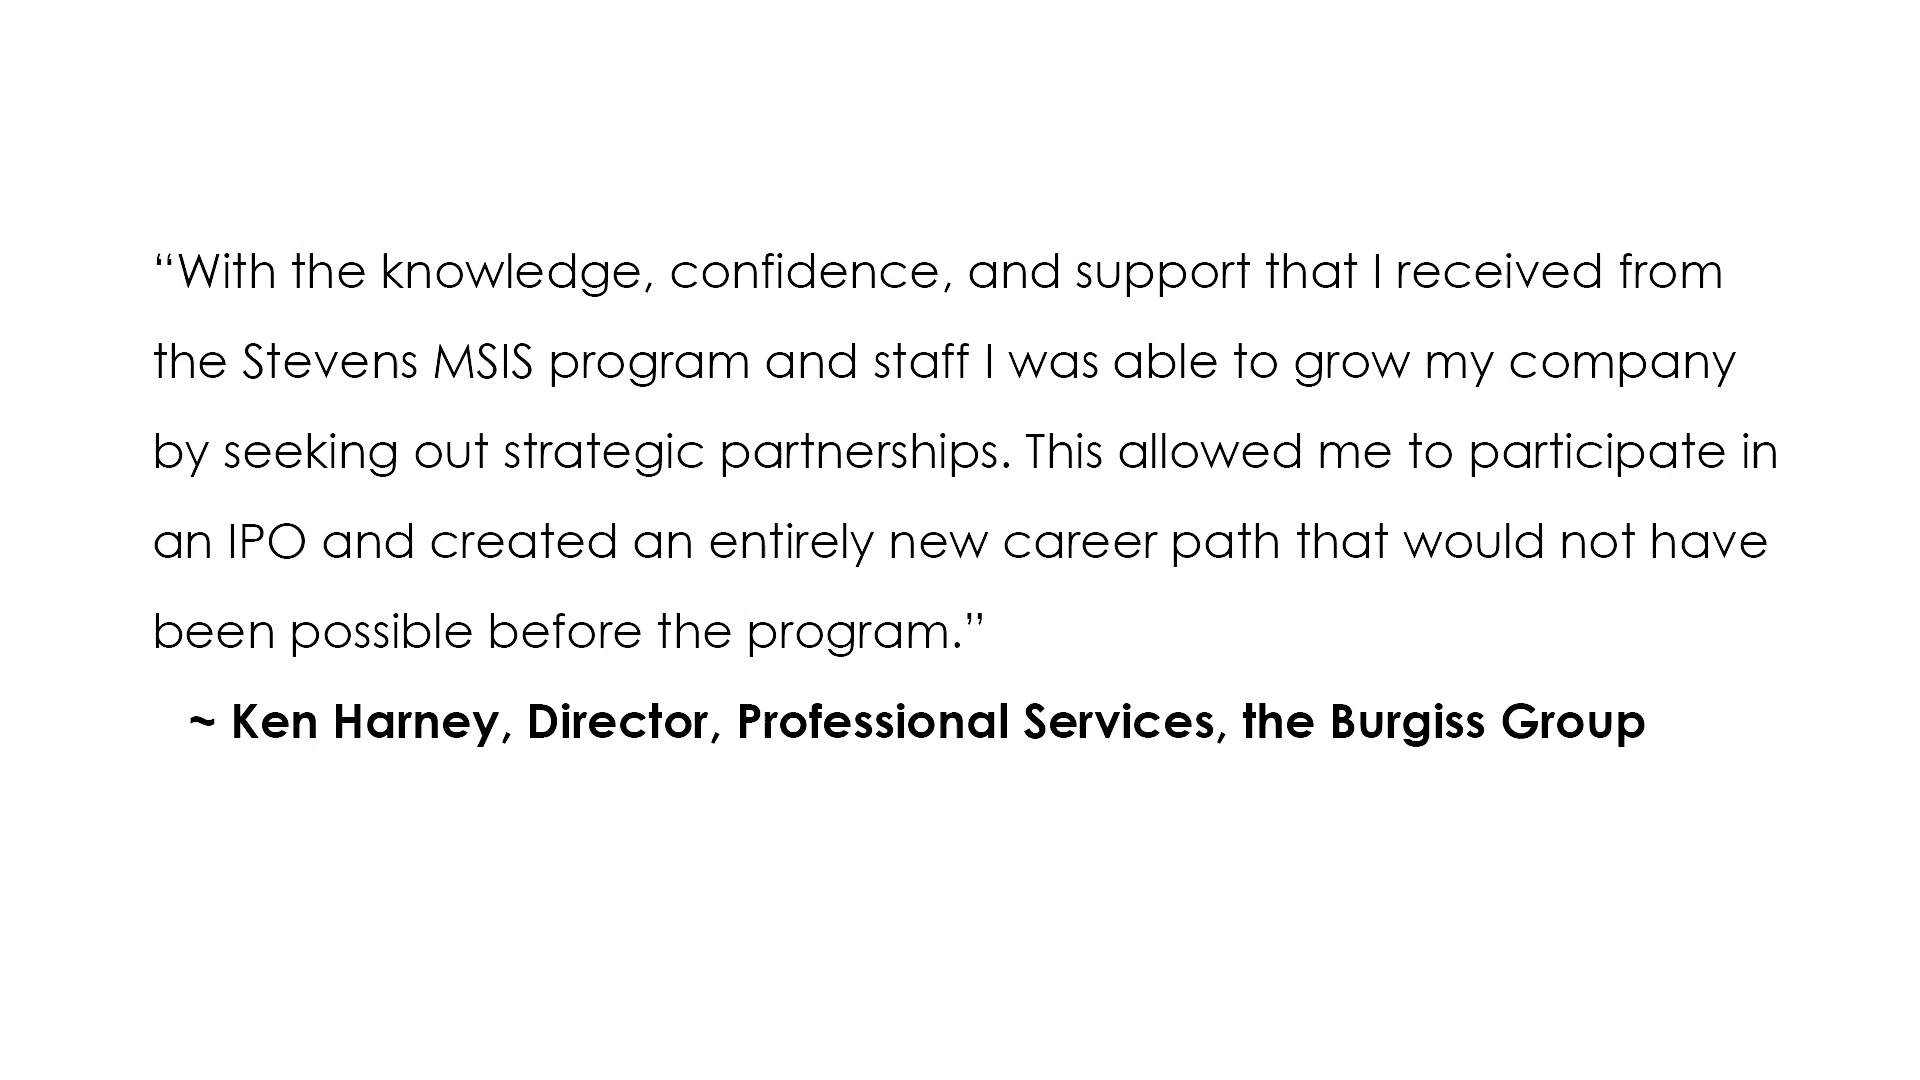 “With the knowledge, confidence, and support that I received from
the Stevens MSIS program and staff I was able to grow my company
by seeking out strategic partnerships. This allowed me to participate in
an IPO and created an entirely new career path that would not have
been possible before the program.”
~ Ken Harney, Director, Professional Services, the Burgiss Group